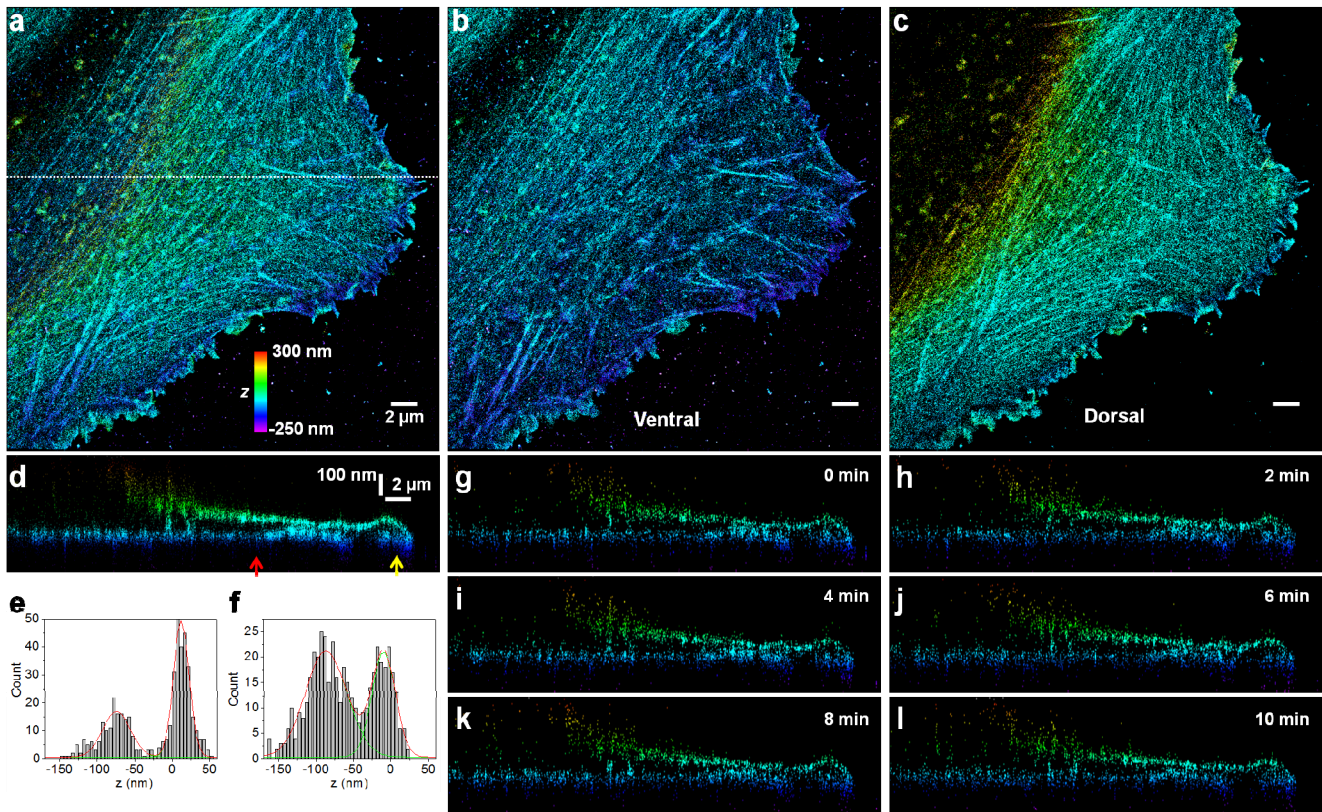 a
b
c
300 nm
z
-250 nm
2 µm
Ventral
Dorsal
d
100 nm
2 µm
g
0 min
h
2 min
i
4 min
j
6 min
k
8 min
l
10 min
e
50
40
30
20
10
0
Count
-150 -100 -50 0 50
z (nm)
f
25
20
15
10
5
0
Count
-150 -100 -50 0 50
z (nm)